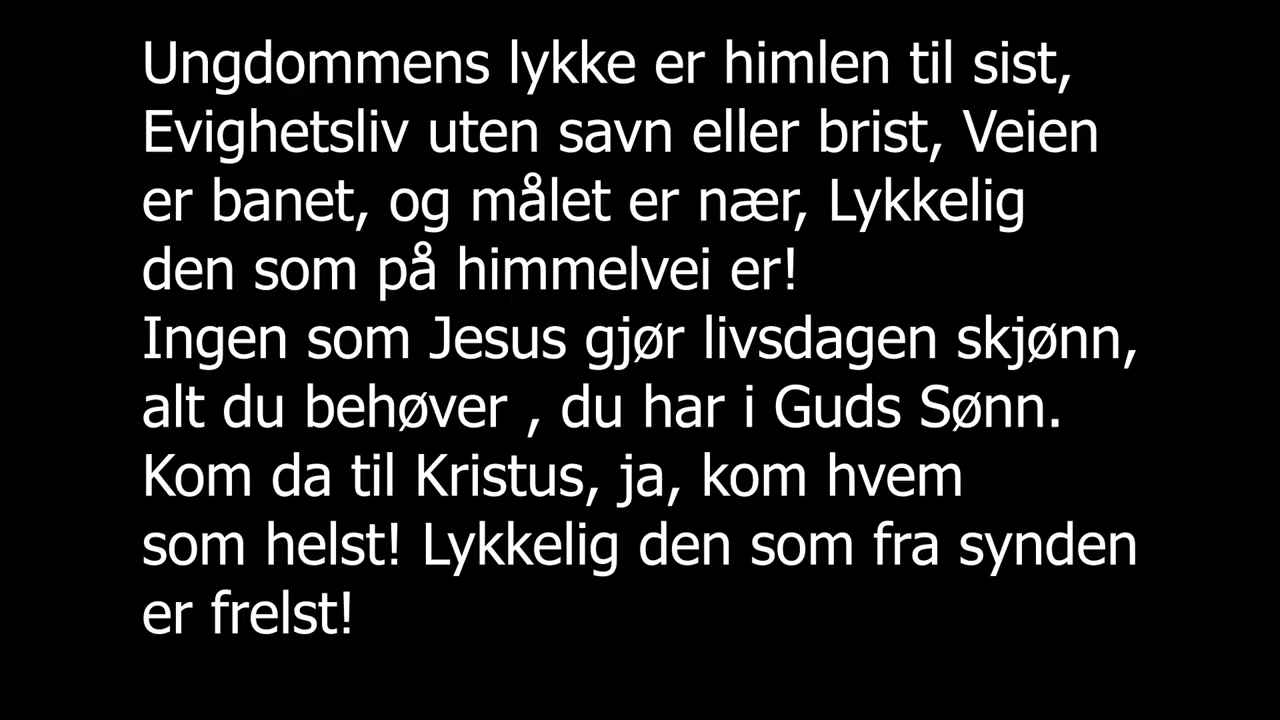 Ungdommens lykke er himlen til sist,
Evighetsliv uten savn eller brist, Veien
er banet, og målet er nær, Lykkelig
den som på himmelvei er!
Ingen som Jesus gjør livsdagen skjønn,
alt du behøver , du har i Guds Sønn.
Kom da til Kristus, ja, kom hvem
som helst! Lykkelig den som fra synden
er frelst!